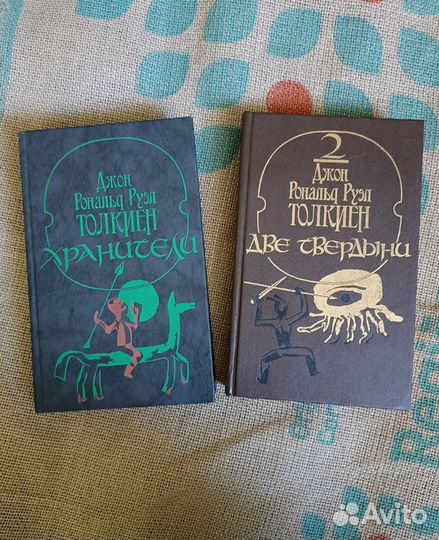 Джон
Рональд Руэл
ТОЛКИЕН
ХРАНИТЕЛИ
2
Джон
Рональд Руэл
ТОЛКИЕН
ДВЕ ТВЕРДЫНИ
Avito